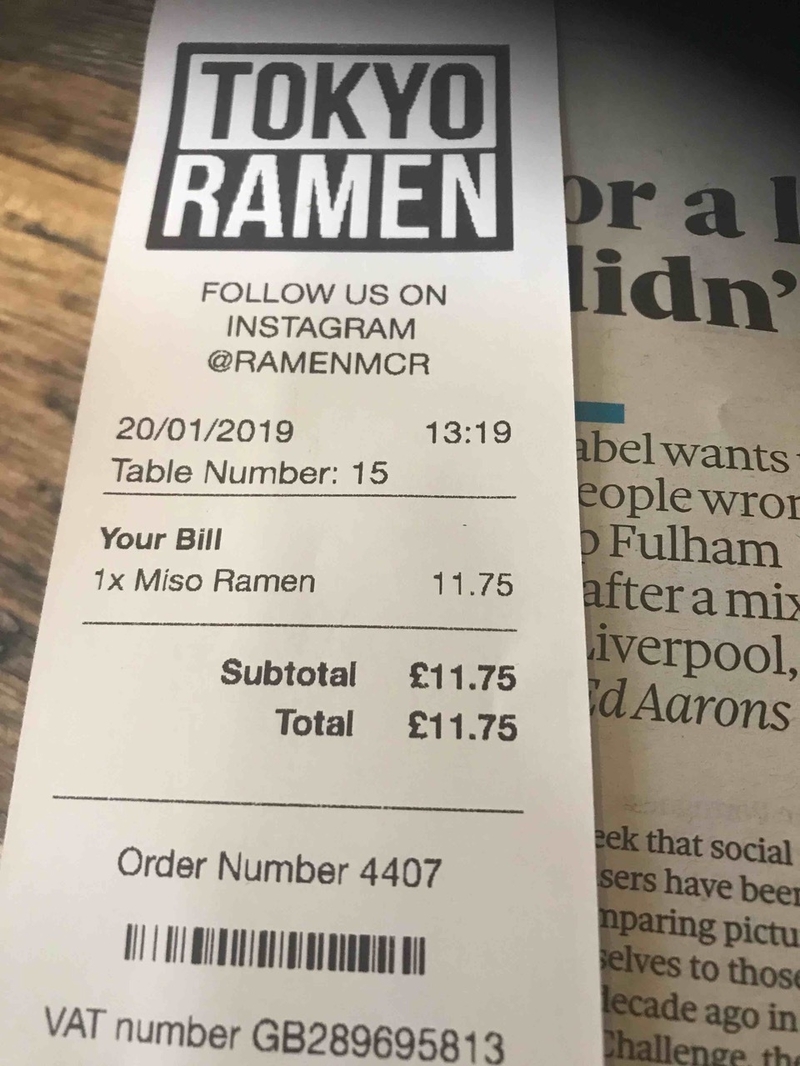 TOKYO
RAMEN
FOLLOW US ON
INSTAGRAM
@RAMENMCR
20/01/2019 13:19
Table Number: 15
Your Bill
1x Miso Ramen 11.75
Subtotal £11.75
Total £11.75
Order Number 4407
VAT number GB289695813
or a l
lidn'
abel wants
eople wron
o Fulham
after a mix
Liverpool,
Ed Aarons
eek that social
sers have been
mparing pictu
selves to those
decade ago in
Challenge, the